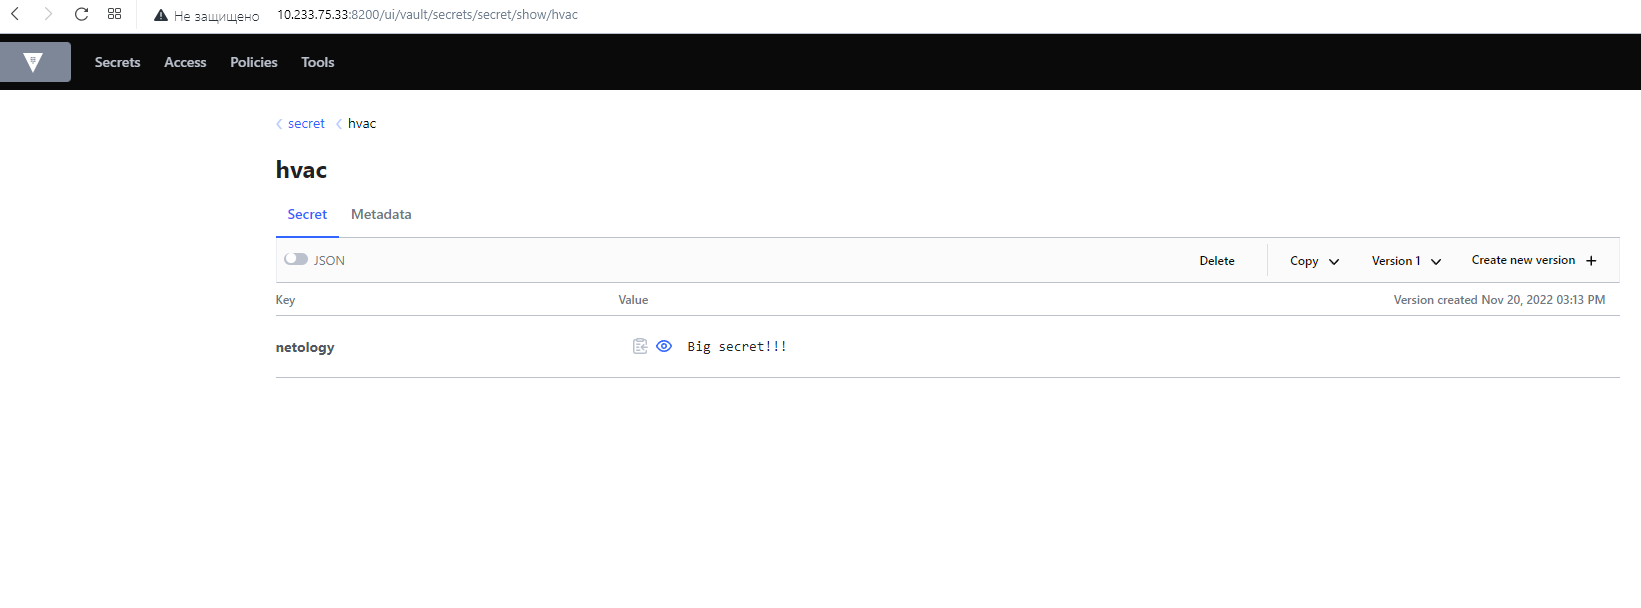 Не защищено 10.233.75.33:8200/ui/vault/secrets/secret/show/hvac
Secrets Access Policies Tools
secret hvac
hvac
Secret Metadata
JSON Delete Copy Version 1 Create new version
Key Value Version created Nov 20, 2022 03:13 PM
netology Big secret!!!